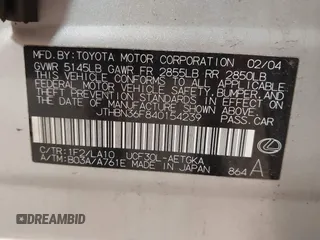 MFD.BY: TOYOTA MOTOR CORPORATION 02/04
GVWR 5145LB GAWR FR 2855LB RR 2850LB
THIS VEHICLE CONFORMS TO ALL APPLICABLE
FEDERAL MOTOR VEHICLE SAFETY,
BUMPER, AND THEFT PREVENTION STANDARDS
IN EFFECT ON THE DATE OF MANUFACTURE
SHOWN ABOVE.
JTHBN36F840154239 PASS.CAR
C/TR: 1F2/LA10 UCF30L-AETGKA
A/TM: B03A/A761E MADE IN JAPAN 864 A
DREAMBID